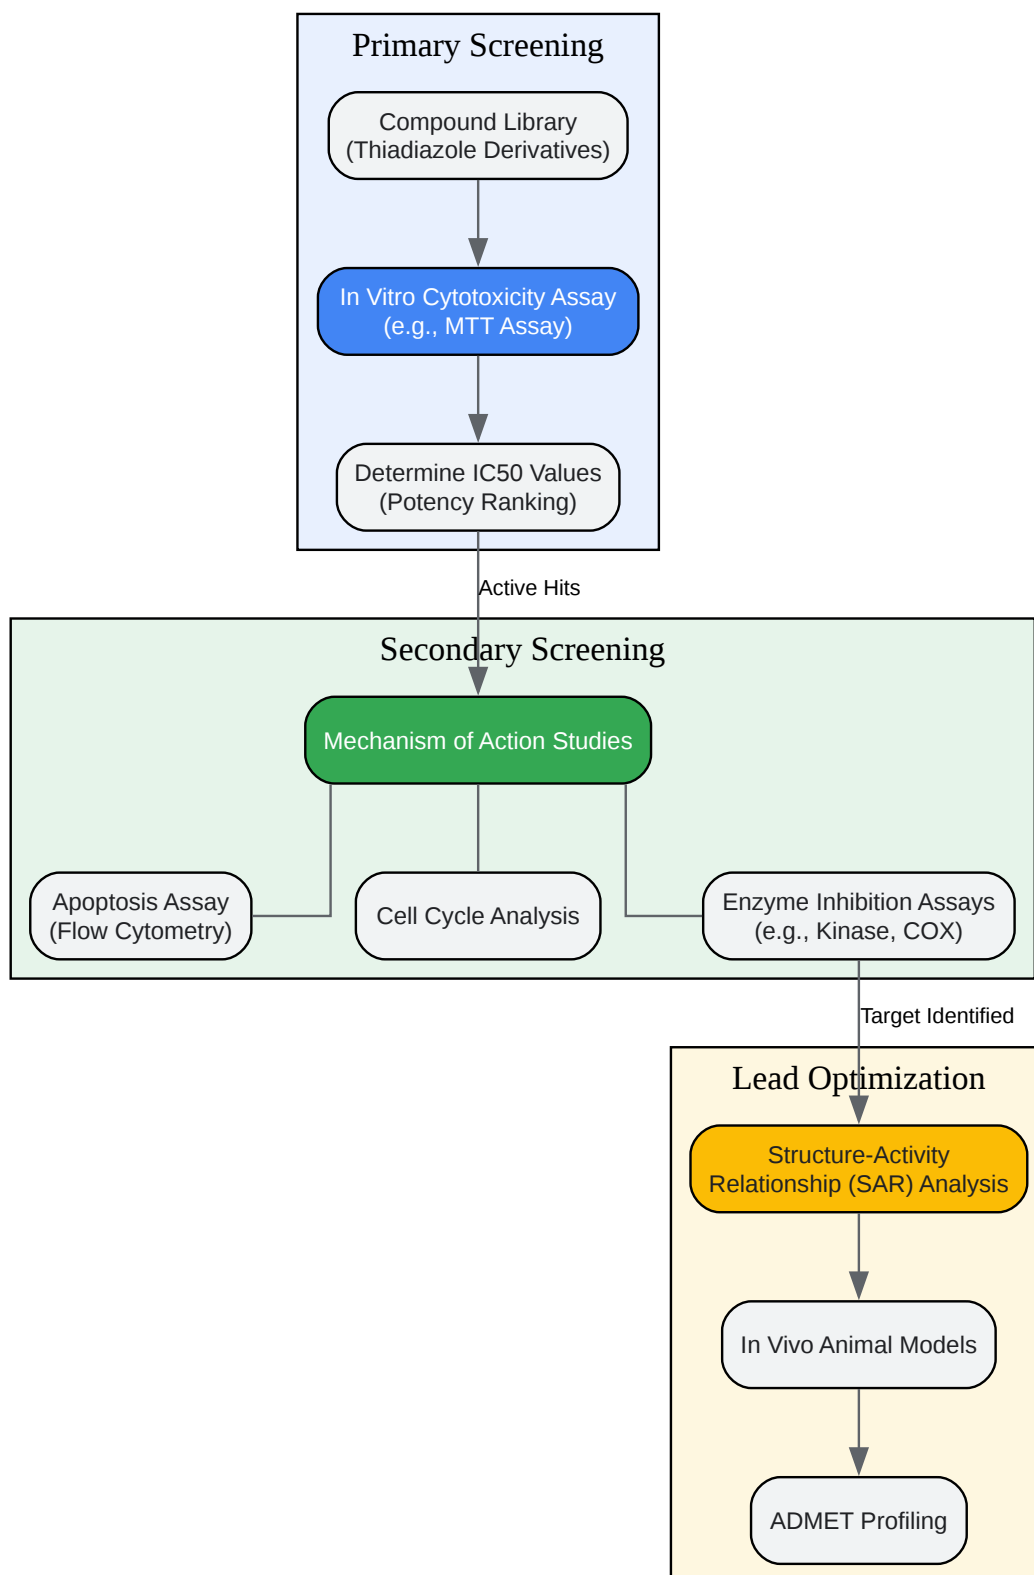 Primary Screening
Compound Library
(Thiadiazole Derivatives)
In Vitro Cytotoxicity Assay
(e.g., MTT Assay)
Determine IC50 Values
(Potency Ranking)
Active Hits
Secondary Screening
Mechanism of Action Studies
Apoptosis Assay
(Flow Cytometry)
Cell Cycle Analysis
Enzyme Inhibition Assays
(e.g., Kinase, COX)
Target Identified
Lead Optimization
Structure-Activity
Relationship (SAR) Analysis
In Vivo Animal Models
ADMET Profiling